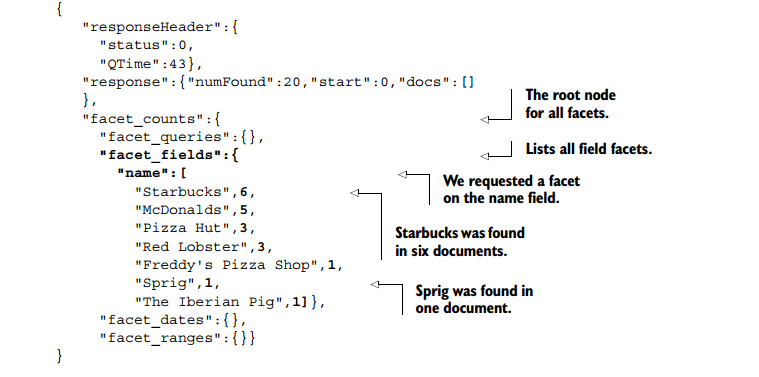 {
"responseHeader":{
"status":0,
"QTime":43},
"response":{"numFound":20,"start":0,"docs":[]
},
"facet_counts":{
"facet_queries":{},
"facet_fields":{
"name":[
"Starbucks",6,
"McDonalds",5,
"Pizza Hut",3,
"Red Lobster",3,
"Freddy's Pizza Shop",1,
"Sprig",1,
"The Iberian Pig",1]},
"facet_dates":{},
"facet_ranges":{}}
}
The root node
for all facets.
Lists all field facets.
We requested a facet
on the name field.
Starbucks was found
in six documents.
Sprig was found in
one document.